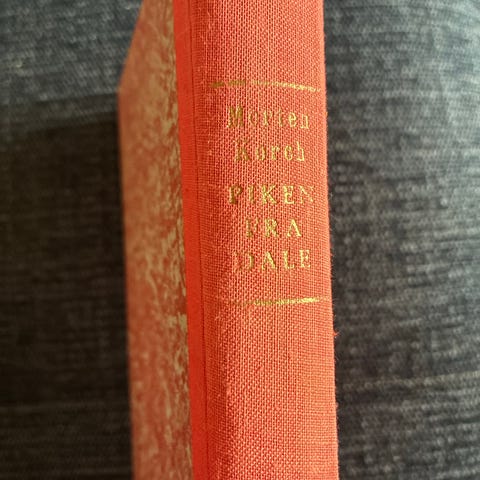 Morten
Korch
PIKEN
FRA
DALE